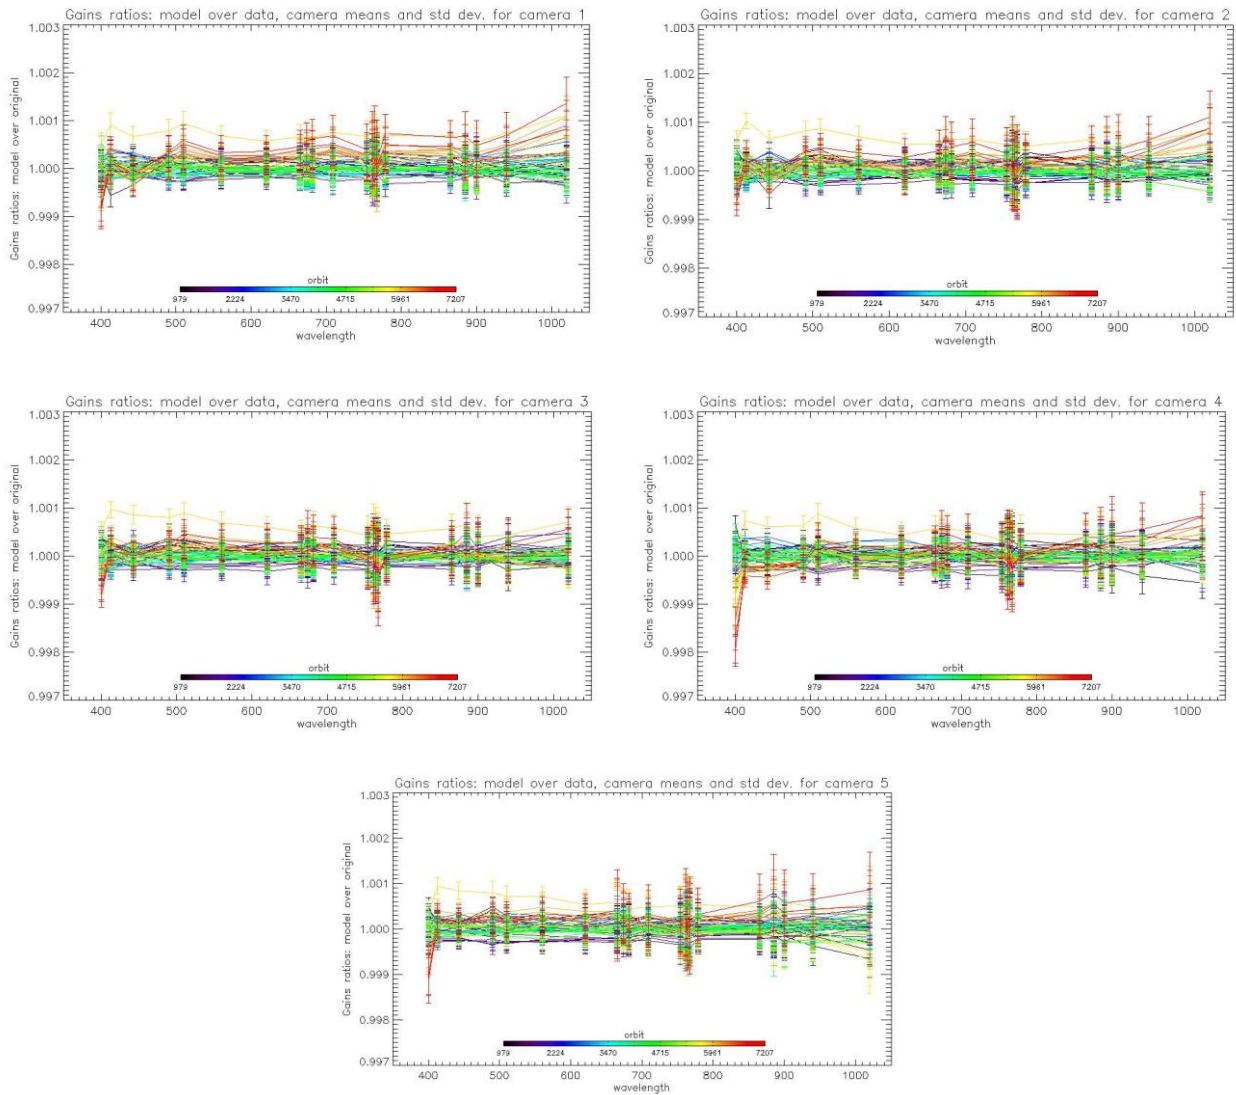 Gains ratios: model over data, camera means and std dev. for camera 1
1.003
1.002
1.001
1.000
0.999
0.998
0.997
Gains ratios: model over original
orbit
979 2224 3470 4715 5961 7207
400 500 600 700 800 900 1000
wavelength
Gains ratios: model over data, camera means and std dev. for camera 2
1.003
1.002
1.001
1.000
0.999
0.998
0.997
Gains ratios: model over original
orbit
979 2224 3470 4715 5961 7207
400 500 600 700 800 900 1000
wavelength
Gains ratios: model over data, camera means and std dev. for camera 3
1.003
1.002
1.001
1.000
0.999
0.998
0.997
Gains ratios: model over original
orbit
979 2224 3470 4715 5961 7207
400 500 600 700 800 900 1000
wavelength
Gains ratios: model over data, camera means and std dev. for camera 4
1.003
1.002
1.001
1.000
0.999
0.998
0.997
Gains ratios: model over original
orbit
979 2224 3470 4715 5961 7207
400 500 600 700 800 900 1000
wavelength
Gains ratios: model over data, camera means and std dev. for camera 5
1.003
1.002
1.001
1.000
0.999
0.998
0.997
Gains ratios: model over original
orbit
979 2224 3470 4715 5961 7207
400 500 600 700 800 900 1000
wavelength